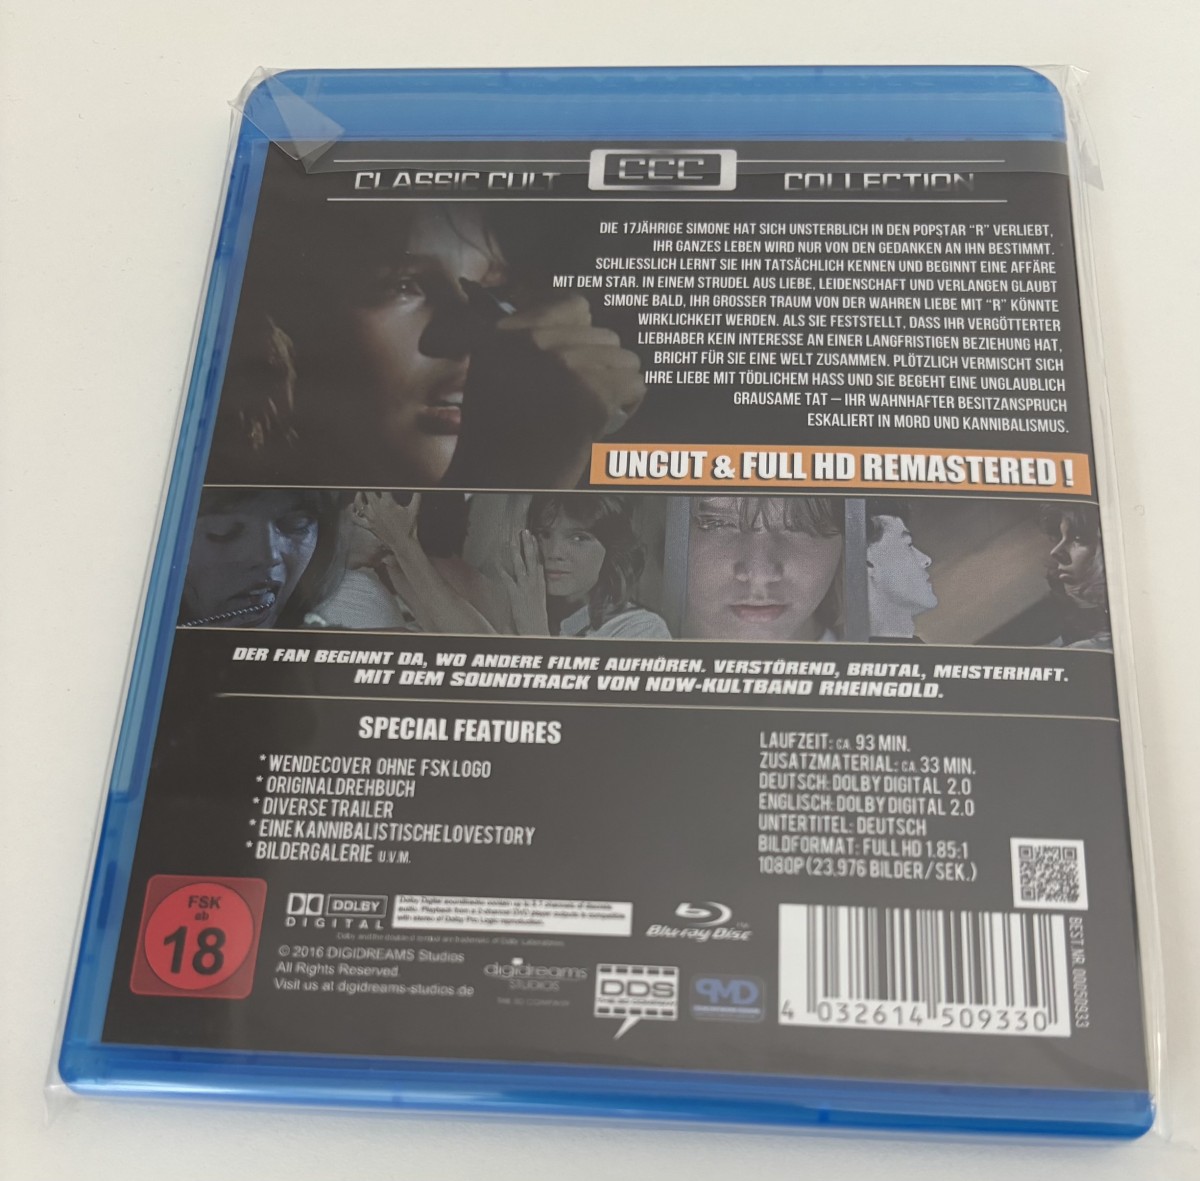 CLASSIC CULT CCC COLLECTION
DIE 17JÄHRIGE SIMONE HAT SICH UNSTERBLICH IN DEN POPSTAR “R” VERLIEBT,
IHR GANZES LEBEN WIRD NUR VON DEN GEDANKEN AN IHN BESTIMMT.
SCHLIESSLICH LERNT SIE IHN TATSÄCHLICH KENNEN UND BEGINNT EINE AFFÄRE
MIT DEM STAR. IN EINEM STRUDEL AUS LIEBE, LEIDENSCHAFT UND VERLANGEN GLAUBT
SIMONE BALD, IHR GROSSER TRAUM VON DER WAHREN LIEBE MIT “R” KÖNNTE
WIRKLICHKEIT WERDEN. ALS SIE FESTSTELLT, DASS IHR VERGÖTTERTER
LIEBHABER KEIN INTERESSE AN EINER LANGFRISTIGEN BEZIEHUNG HAT,
BRICHT FÜR SIE EINE WELT ZUSAMMEN. PLÖTZLICH VERMISCHT SICH
IHRE LIEBE MIT TÖDLICHEM HASS UND SIE BEGEHT EINE UNGLAUBLICH
GRAUSAME TAT – IHR WAHNHAFTER BESITZANSPRUCH
ESKALIERT IN MORD UND KANNIBALISMUS.
UNCUT & FULL HD REMASTERED !
DER FAN BEGINNT DA, WO ANDERE FILME AUFHÖREN. VERSTÖREND, BRUTAL, MEISTERHAFT.
MIT DEM SOUNDTRACK VON NDW-KULTBAND RHEINGOLD.
SPECIAL FEATURES
* WENDECOVER OHNE FSK LOGO
* ORIGINALDREHBUCH
* DIVERSE TRAILER
* EINE KANNIBALISTISCHE LOVESTORY
* BILDERGALERIE U.V.M.
LAUFZEIT: CA. 93 MIN.
ZUSATZMATERIAL: CA. 33 MIN.
DEUTSCH: DOLBY DIGITAL 2.0
ENGLISCH: DOLBY DIGITAL 2.0
UNTERTITEL: DEUTSCH
BILDFORMAT: FULL HD 1.85:1
1080P (23.976 BILDER/SEK.)
FSK
ab
18
DOLBY
DIGITAL
© 2016 DIGIDREAMS Studios
All Rights Reserved
Visit us at digidreams-studios.de
digidreams
STUDIOS
DDS
Blu-ray Disc
4 032614 509330
BEST.NR. 00050933